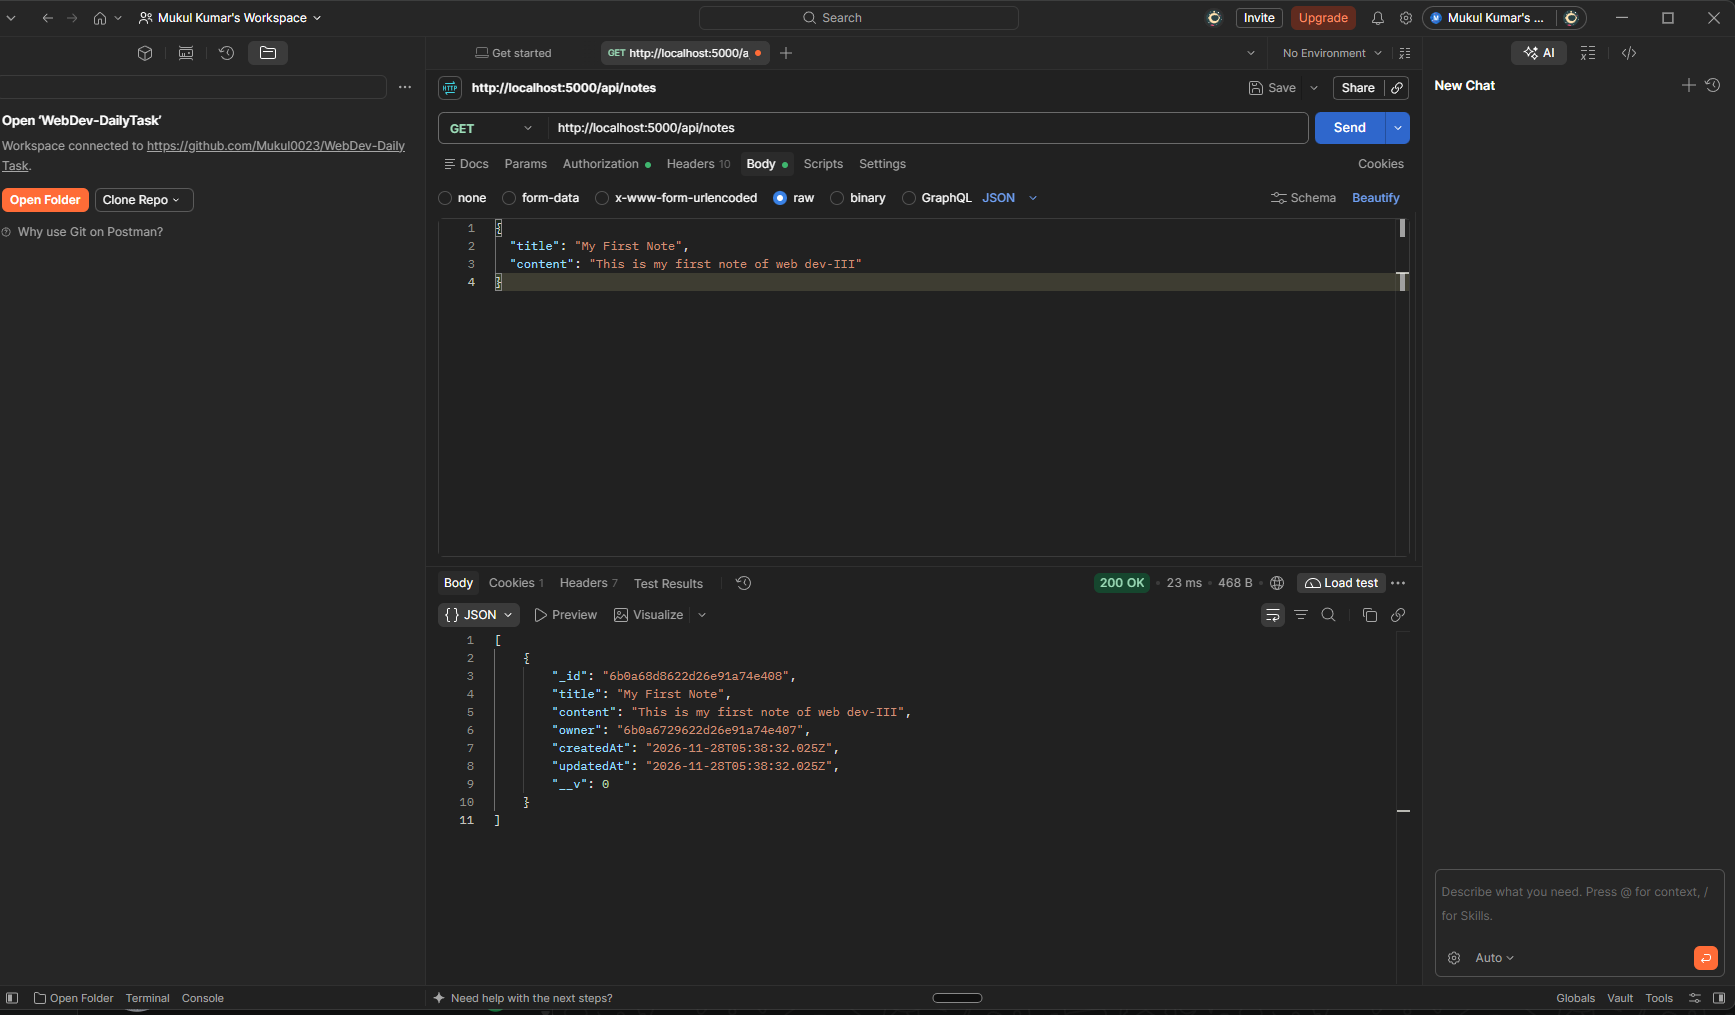 Mukul Kumar's Workspace
Search
Invite
Upgrade
Mukul Kumar's ...
Get started
GET http://localhost:5000/a
No Environment
AI
Open ‘WebDev-DailyTask’
Workspace connected to https://github.com/Mukul0023/WebDev-Daily
Task.
Open Folder
Clone Repo
Why use Git on Postman?
HTTP
http://localhost:5000/api/notes
Save
Share
GET
http://localhost:5000/api/notes
Send
Docs
Params
Authorization
Headers 10
Body
Scripts
Settings
Cookies
none
form-data
x-www-form-urlencoded
raw
binary
GraphQL
JSON
Schema
Beautify
1 {
2 "title": "My First Note",
3 "content": "This is my first note of web dev-III"
4 }
Body
Cookies 1
Headers 7
Test Results
200 OK
23 ms
468 B
Load test
{} JSON
Preview
Visualize
1 [
2 {
3 "_id": "6b0a68d8622d26e91a74e408",
4 "title": "My First Note",
5 "content": "This is my first note of web dev-III",
6 "owner": "6b0a6729622d26e91a74e407",
7 "createdAt": "2026-11-28T05:38:32.025Z",
8 "updatedAt": "2026-11-28T05:38:32.025Z",
9 "__v": 0
10 }
11 ]
New Chat
Describe what you need. Press @ for context, /
for Skills.
Auto
Open Folder
Terminal
Console
Need help with the next steps?
Globals
Vault
Tools